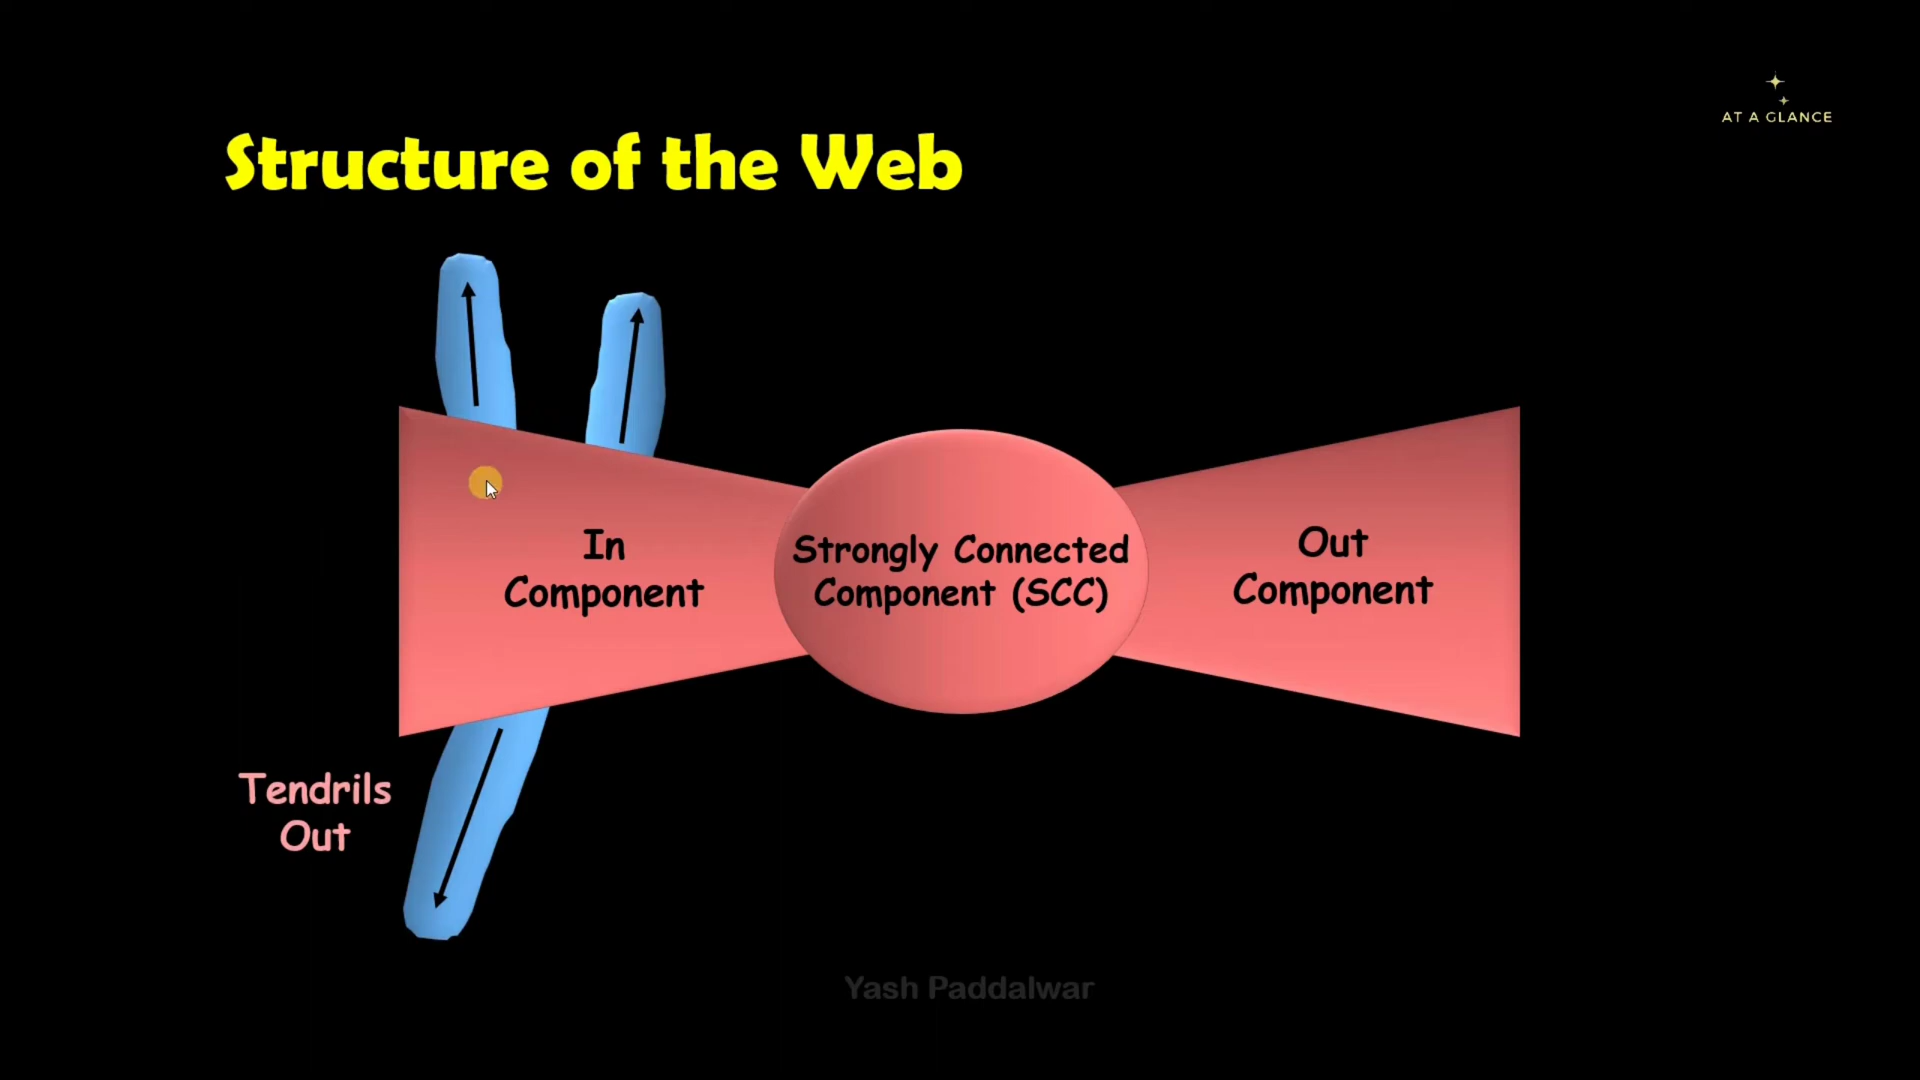 AT A GLANCE
Structure of the Web
In
Component
Strongly Connected
Component (SCC)
Out
Component
Tendrils
Out
Yash Paddalwar